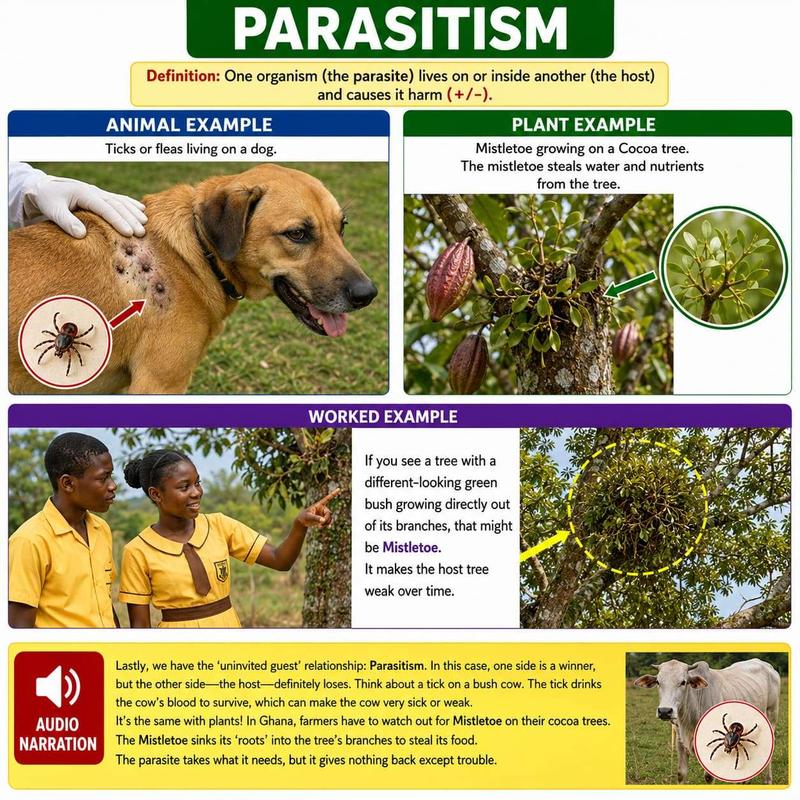 PARASITISM
Definition: One organism (the parasite) lives on or inside another (the host)
and causes it harm (+/−).
ANIMAL EXAMPLE
Ticks or fleas living on a dog.
PLANT EXAMPLE
Mistletoe growing on a Cocoa tree.
The mistletoe steals water and nutrients
from the tree.
WORKED EXAMPLE
If you see a tree with a
different-looking green
bush growing directly out
of its branches, that might
be Mistletoe.
It makes the host tree
weak over time.
AUDIO
NARRATION
Lastly, we have the ‘uninvited guest’ relationship: Parasitism. In this case, one side is a winner,
but the other side—the host—definitely loses. Think about a tick on a bush cow. The tick drinks
the cow’s blood to survive, which can make the cow very sick or weak.
It’s the same with plants! In Ghana, farmers have to watch out for Mistletoe on their cocoa trees.
The Mistletoe sinks its ‘roots’ into the tree’s branches to steal its food.
The parasite takes what it needs, but it gives nothing back except trouble.